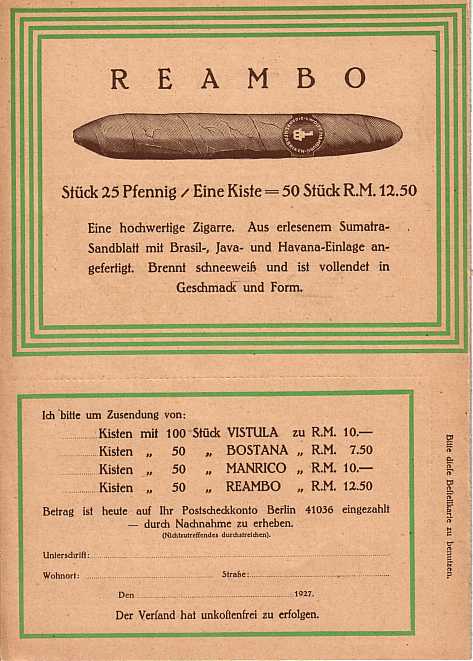 REAMBO
Stück 25 Pfennig / Eine Kiste = 50 Stück R.M. 12.50
Eine hochwertige Zigarre. Aus erlesenem Sumatra-
Sandblatt mit Brasil-, Java- und Havana-Einlage an-
gefertigt. Brennt schneeweiß und ist vollendet in
Geschmack und Form.
Ich bitte um Zusendung von:
Kisten mit 100 Stück VISTULA zu R.M. 10.—
Kisten „ 50 „ BOSTANA „ R.M. 7.50
Kisten „ 50 „ MANRICO „ R.M. 10.—
Kisten „ 50 „ REAMBO „ R.M. 12.50
Betrag ist heute auf Ihr Postscheckkonto Berlin 41036 eingezahlt
— durch Nachnahme zu erheben.
(Nichtzutreffendes durchstreichen).
Unterschrift:
Wohnort: Straße:
Den 1927.
Der Versand hat unkostenfrei zu erfolgen.
Bitte diese Bestellkarte zu benutzen.